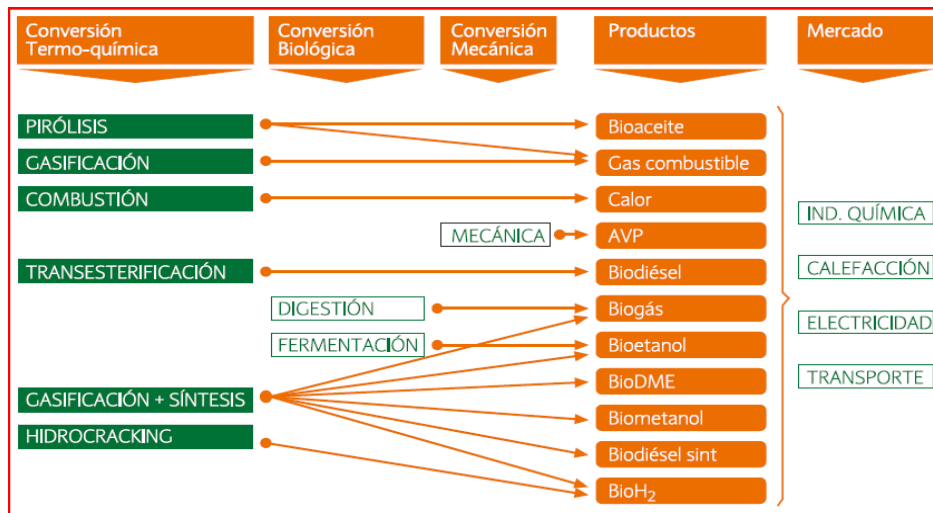 Conversión
Termo-química
Conversión
Biológica
Conversión
Mecánica
Productos
Mercado
PIRÓLISIS
Bioaceite
GASIFICACIÓN
Gas combustible
COMBUSTIÓN
Calor
IND. QUÍMICA
MECÁNICA
AVP
TRANSESTERIFICACIÓN
Biodiésel
CALEFACCIÓN
DIGESTIÓN
Biogás
ELECTRICIDAD
FERMENTACIÓN
Bioetanol
BioDME
TRANSPORTE
GASIFICACIÓN + SÍNTESIS
Biometanol
HIDROCRACKING
Biodiésel sint
BioH₂